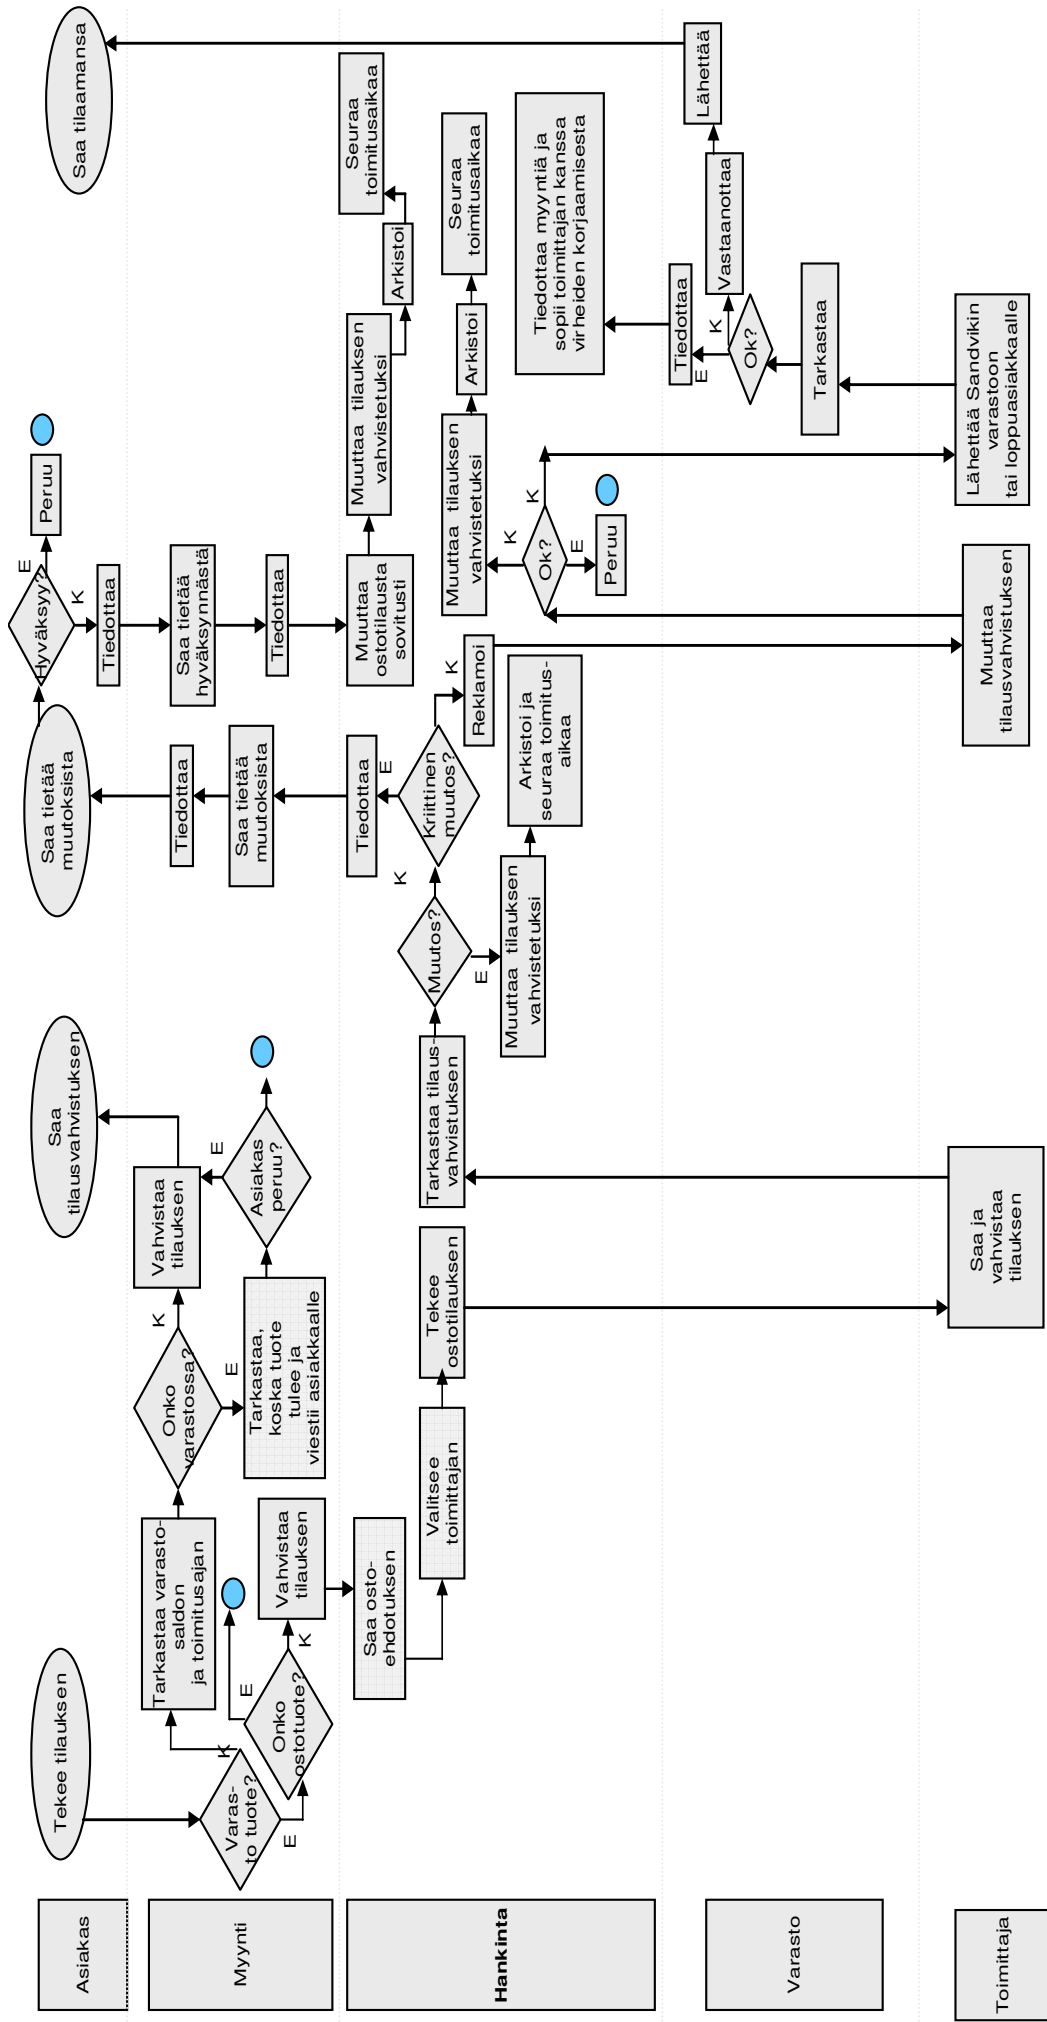 Asiakas
Myynti
Hankinta
Varasto
Toimittaja
Tekee tilauksen
Varas-
to tuote?
K
E
Tarkastaa varasto-
saldon
ja toimitusajan
Onko
ostotuote?
E
K
Vahvistaa
tilauksen
Saa osto-
ehdotuksen
Onko
varastossa?
K
E
Tarkastaa,
koska tuote
tulee ja
viestii asiakkaalle
Valitsee
toimittajan
Vahvistaa
tilauksen
Asiakas
peruu?
E
Tekee
ostotilauksen
Saa ja
vahvistaa
tilauksen
Saa
tilausvahvistuksen
Tarkastaa tilaus-
vahvistuksen
Muutos?
K
E
Muuttaa tilauksen
vahvistetuksi
Arkistoi ja
seuraa toimitus-
aikaa
Kriittinen
muutos?
E
K
Tiedottaa
Saa tietää
muutoksista
Tiedottaa
Saa tietää
muutoksista
Reklamoi
Muuttaa
tilausvahvistuksen
Hyväksyy?
E
K
Peruu
Tiedottaa
Saa tietää
hyväksynnästä
Tiedottaa
Muuttaa
ostotilausta
sovitusti
Muuttaa tilauksen
vahvistetuksi
Arkistoi
Seuraa
toimitusaikaa
Ok?
K
K
E
Peruu
Muuttaa tilauksen
vahvistetuksi
Arkistoi
Seuraa
toimitusaikaa
Lähettää Sandvikin
varastoon
tai loppuasiakkaalle
Tarkastaa
Ok?
E
K
Tiedottaa
Tiedottaa myyntiä ja
sopii toimittajan kanssa
virheiden korjaamisesta
Vastaanottaa
Lähettää
Saa tilaamansa